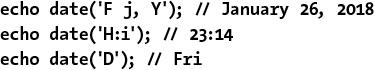 echo date('F j, Y'); // January 26, 2018
echo date('H:i'); // 23:14
echo date('D'); // Fri